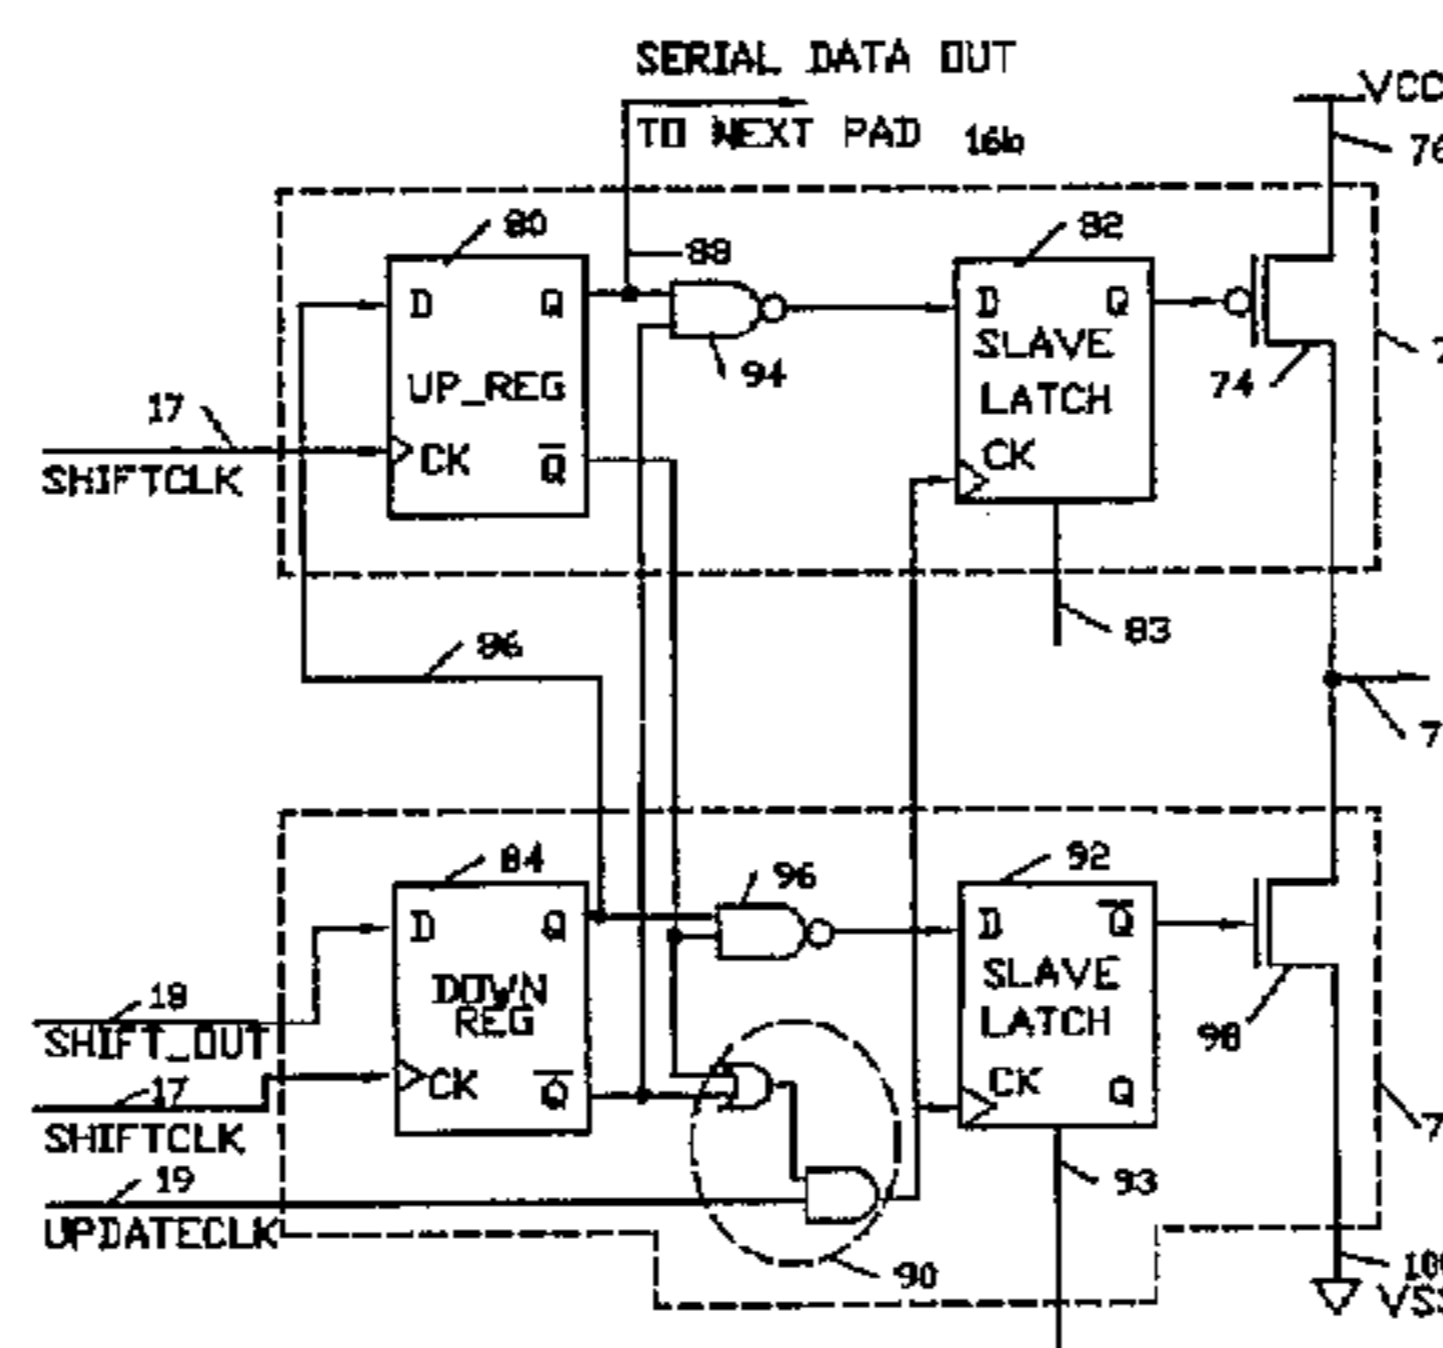 SERIAL DATA OUT
TO NEXT PAD 16b
VCC
76
80
88
82
D Q
D Q
SLAVE
94
UP_REG
LATCH
74
17
CK Q
CK
SHIFTCLK
86
83
84
96
92
D Q
D Q
DOWN
REG
SLAVE
LATCH
18
SHIFT_OUT
98
17
CK Q
CK Q
SHIFTCLK
19
93
UPDATECLK
90